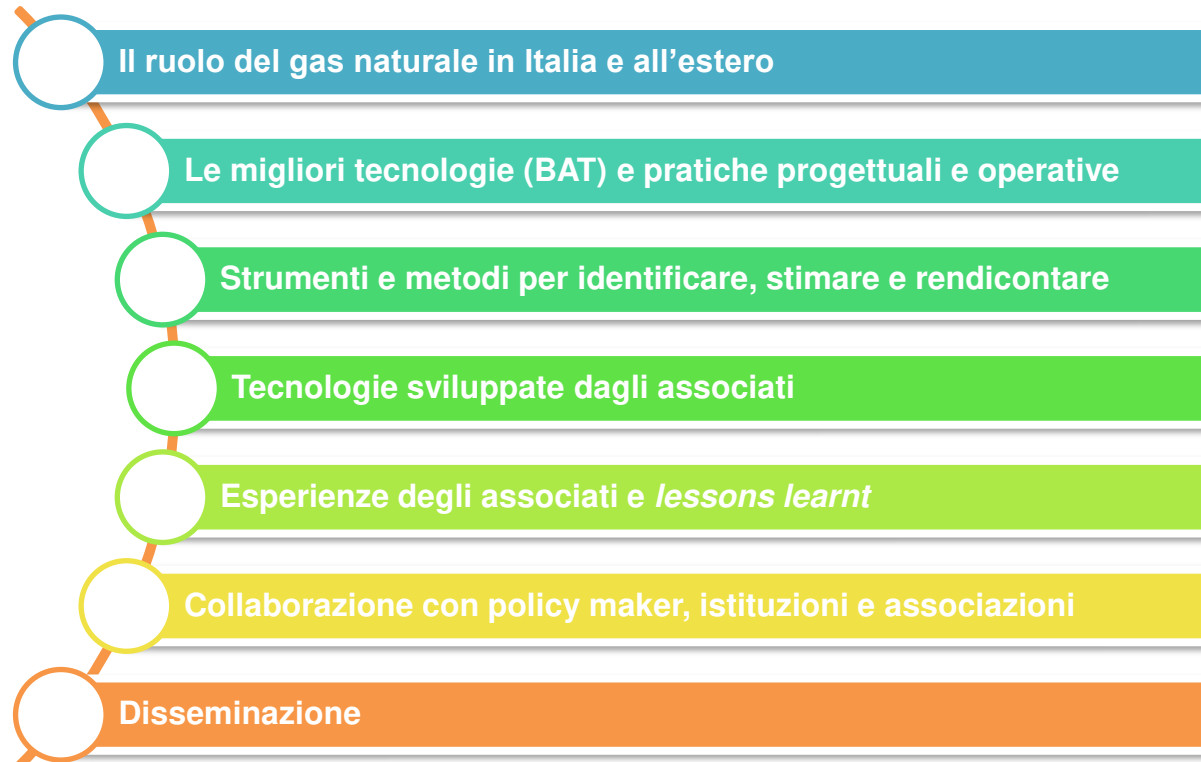 Il ruolo del gas naturale in Italia e all’estero
Le migliori tecnologie (BAT) e pratiche progettuali e operative
Strumenti e metodi per identificare, stimare e rendicontare
Tecnologie sviluppate dagli associati
Esperienze degli associati e lessons learnt
Collaborazione con policy maker, istituzioni e associazioni
Disseminazione